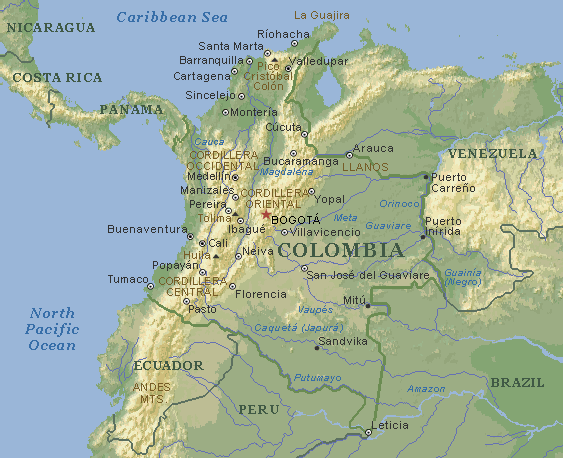 La Guajira
Caribbean Sea
NICARAGUA
Ríohacha
Santa Marta
Barranquilla
Pico
Cristóbal
Colón
Valledupar
Cartagena
COSTA RICA
Sincelejo
PANAMA
Montería
Cúcuta
Cauca
CORDILLERA
OCCIDENTAL
Arauca
VENEZUELA
Bucaramanga
LLANOS
Magdalena
Medellín
Puerto
Carreño
Manizales
CORDILLERA
ORIENTAL
Yopal
Orinoco
Pereira
Tolima
BOGOTÁ
Meta
Guaviare
Puerto
Inírida
Ibagué
Villavicencio
Buenaventura
Cali
COLOMBIA
Huila
Neiva
Popayán
San José del Guaviare
Guainía
(Negro)
Tumaco
CORDILLERA
CENTRAL
Florencia
Mitú
Pasto
Vaupés
North
Pacific
Ocean
Caquetá (Japurá)
Sandvika
ECUADOR
Putumayo
ANDES
MTS.
Amazon
BRAZIL
PERU
Leticia